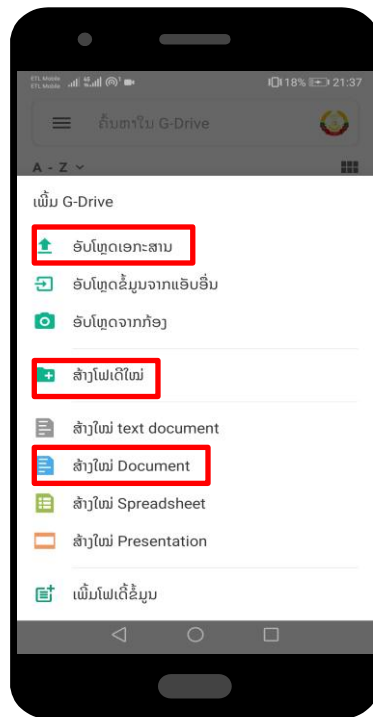 ETL Mobile
ETL Mobile 4G 18% 21:37
ຄົ້ນຫາໃນ G-Drive
A - Z
ເພີ້ມ G-Drive
ອັບໂຫຼດເອກະສານ
ອັບໂຫຼດຂໍ້ມູນຈາກແອັບອື່ນ
ອັບໂຫຼດຈາກກ້ອງ
ສ້າງໂຟເດີໃໝ່
ສ້າງໃໝ່ text document
ສ້າງໃໝ່ Document
ສ້າງໃໝ່ Spreadsheet
ສ້າງໃໝ່ Presentation
ເພີ້ມໂຟເດີ້ຂໍ້ມູນ